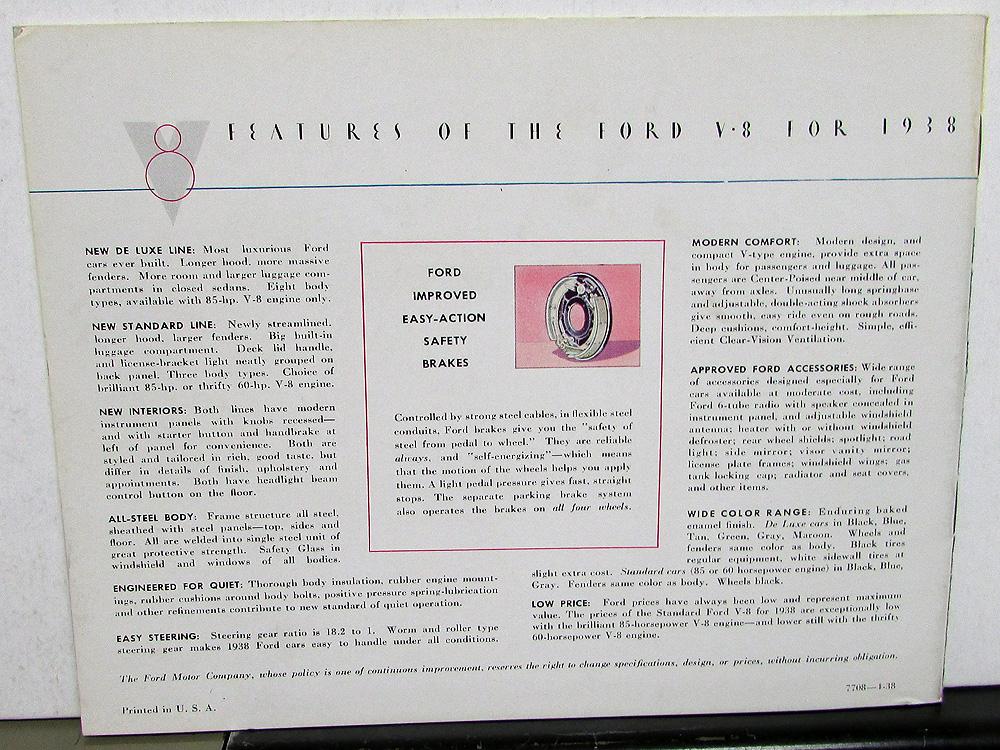 8
FEATURES OF THE FORD V·8 FOR 1938
NEW DE LUXE LINE: Most luxurious Ford
cars ever built. Longer hood, more massive
fenders. More room and larger luggage com-
partments in closed sedans. Eight body
types, available with 85-hp. V-8 engine only.
NEW STANDARD LINE: Newly streamlined,
longer hood, larger fenders. Big built-in
luggage compartment. Deck lid handle,
and license-bracket light neatly grouped on
back panel. Three body types. Choice of
brilliant 85-hp. or thrifty 60-hp. V-8 engine.
NEW INTERIORS: Both lines have modern
instrument panels with knobs recessed—
and with starter button and handbrake at
left of panel for convenience. Both are
styled and tailored in rich, good taste, but
differ in details of finish, upholstery and
appointments. Both have headlight beam
control button on the floor.
ALL-STEEL BODY: Frame structure all steel,
sheathed with steel panels—top, sides and
floor. All are welded into single steel unit of
great protective strength. Safety Glass in
windshield and windows of all bodies.
ENGINEERED FOR QUIET: Thorough body insulation, rubber engine mount-
ings, rubber cushions around body bolts, positive pressure spring-lubrication
and other refinements contribute to new standard of quiet operation.
EASY STEERING: Steering gear ratio is 18.2 to 1. Worm and roller type
steering gear makes 1938 Ford cars easy to handle under all conditions.
FORD
IMPROVED
EASY-ACTION
SAFETY
BRAKES
Controlled by strong steel cables, in flexible steel
conduits, Ford brakes give you the "safety of
steel from pedal to wheel." They are reliable
always, and "self-energizing"—which means
that the motion of the wheels helps you apply
them. A light pedal pressure gives fast, straight
stops. The separate parking brake system
also operates the brakes on all four wheels.
MODERN COMFORT: Modern design, and
compact V-type engine, provide extra space
in body for passengers and luggage. All pas-
sengers are Center-Poised near middle of car,
away from axles. Unusually long springbase
and adjustable, double-acting shock absorbers
give smooth, easy ride even on rough roads.
Deep cushions, comfort-height. Simple, effi-
cient Clear-Vision Ventilation.
APPROVED FORD ACCESSORIES: Wide range
of accessories designed especially for Ford
cars available at moderate cost, including
Ford 6-tube radio with speaker concealed in
instrument panel, and adjustable windshield
antenna; heater with or without windshield
defroster; rear wheel shields; spotlight; road
light; side mirror; visor vanity mirror;
license plate frames; windshield wings; gas
tank locking cap; radiator and seat covers,
and other items.
WIDE COLOR RANGE: Enduring baked
enamel finish. De Luxe cars in Black, Blue,
Tan, Green, Gray, Maroon. Wheels and
fenders same color as body. Black tires
regular equipment, white sidewall tires at
slight extra cost. Standard cars (85 or 60 horsepower engine) in Black, Blue,
Gray. Fenders same color as body. Wheels black.
LOW PRICE: Ford prices have always been low and represent maximum
value. The prices of the Standard Ford V-8 for 1938 are exceptionally low
with the brilliant 85-horsepower V-8 engine—and lower still with the thrifty
60-horsepower V-8 engine.
The Ford Motor Company, whose policy is one of continuous improvement, reserves the right to change specifications, design, or prices, without incurring obligation.
7708—1-38
Printed in U. S. A.